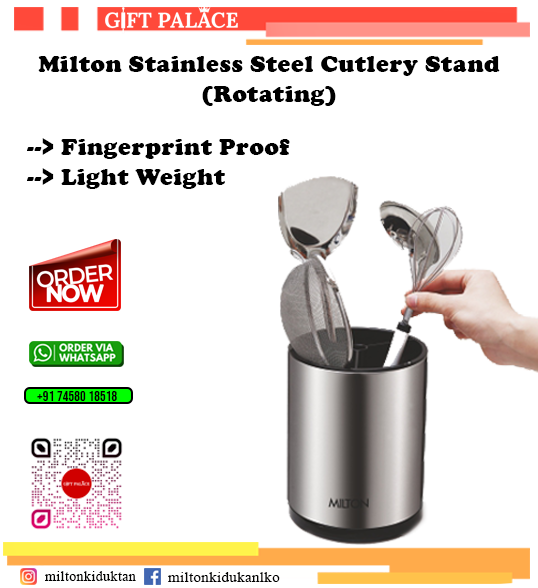 GIFT PALACE
Milton Stainless Steel Cutlery Stand
(Rotating)
--> Fingerprint Proof
--> Light Weight
ORDER
NOW
ORDER VIA
WHATSAPP
+91 74580 18518
GIFT PALACE
MILTON
miltonkiduktan
miltonkidukanlko